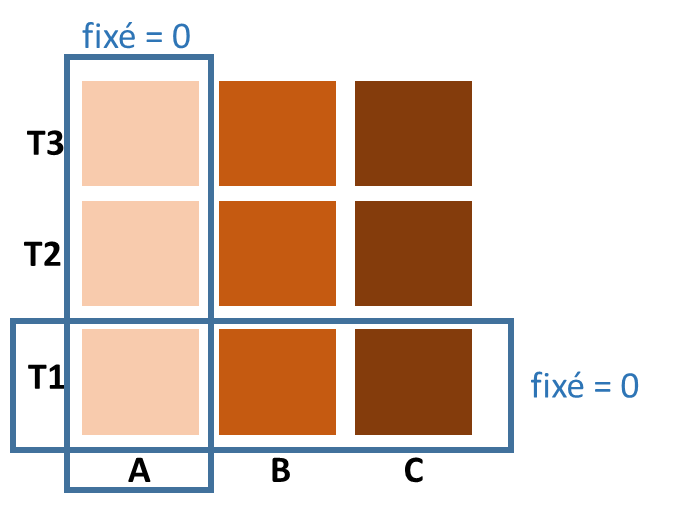 fixé = 0
T3
T2
T1
fixé = 0
A B C